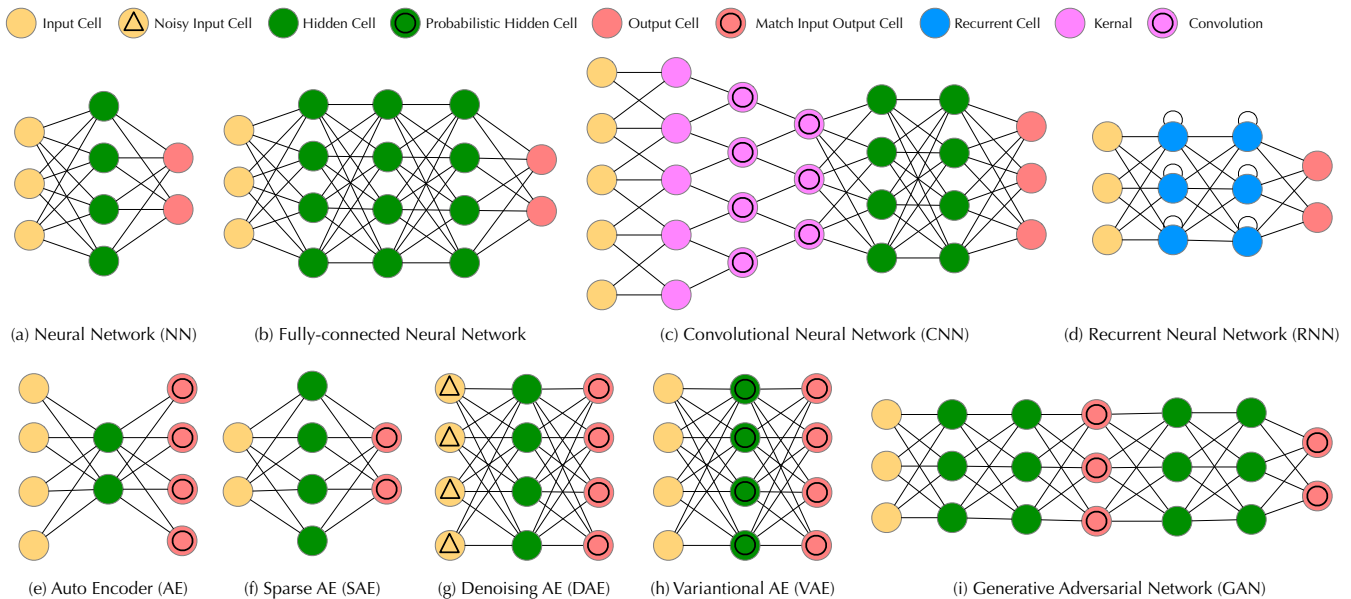 Input Cell Noisy Input Cell Hidden Cell Probabilistic Hidden Cell Output Cell Match Input Output Cell Recurrent Cell Kernal Convolution
(a) Neural Network (NN) (b) Fully-connected Neural Network (c) Convolutional Neural Network (CNN) (d) Recurrent Neural Network (RNN)
(e) Auto Encoder (AE) (f) Sparse AE (SAE) (g) Denoising AE (DAE) (h) Variantional AE (VAE) (i) Generative Adversarial Network (GAN)